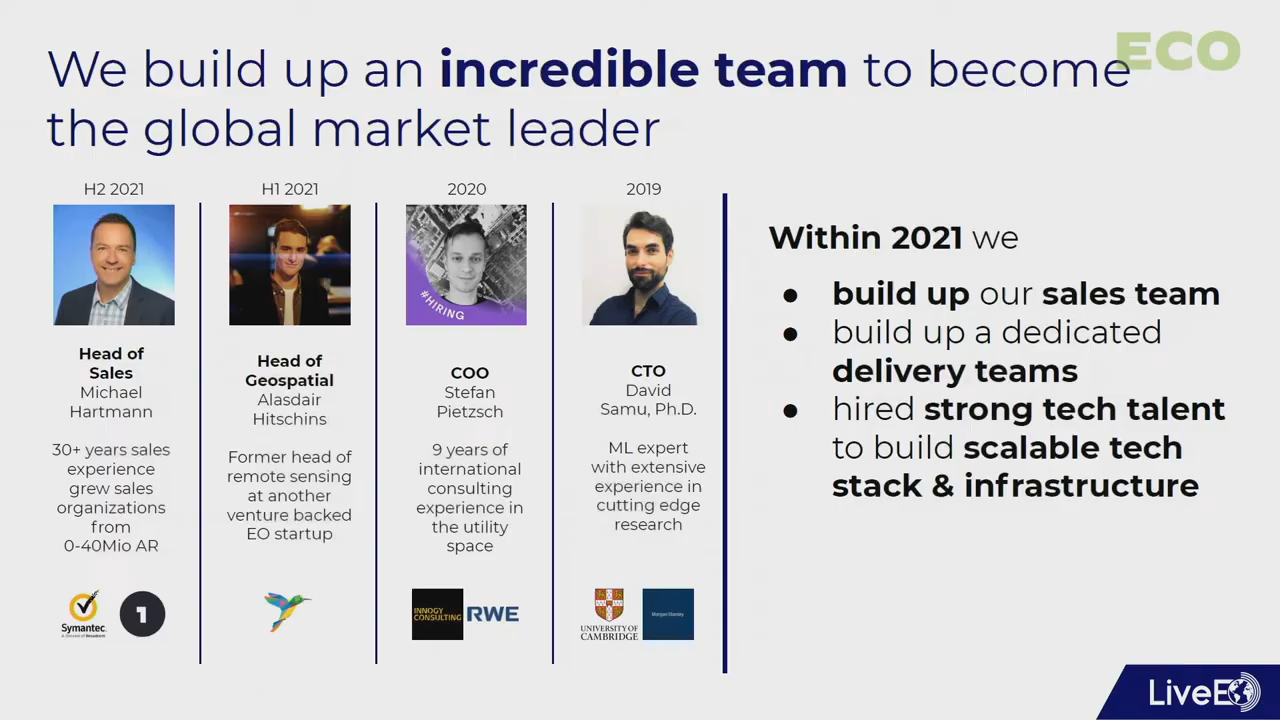 ECO
We build up an incredible team to become
the global market leader
H2 2021
Head of
Sales
Michael
Hartmann
30+ years sales
experience
grew sales
organizations
from
0-40Mio AR
Symantec
A Division of Broadcom
1
H1 2021
Head of
Geospatial
Alasdair
Hitschins
Former head of
remote sensing
at another
venture backed
EO startup
2020
#HIRING
COO
Stefan
Pietzsch
9 years of
international
consulting
experience in
the utility
space
INNOGY
CONSULTING
RWE
2019
CTO
David
Samu, Ph.D.
ML expert
with extensive
experience in
cutting edge
research
UNIVERSITY OF
CAMBRIDGE
Morgan Stanley
Within 2021 we
● build up our sales team
● build up a dedicated
delivery teams
● hired strong tech talent
to build scalable tech
stack & infrastructure
LiveEO